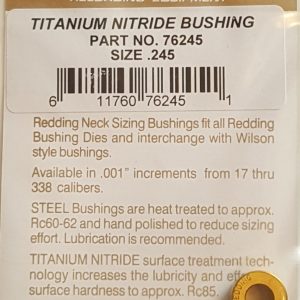 TITANIUM NITRIDE BUSHING
PART NO. 76245
SIZE .245
6 11760 76245 1
Redding Neck Sizing Bushings fit all Redding
Bushing Dies and interchange with Wilson
style bushings.
Available in .001" increments from 17 thru
338 calibers.
STEEL Bushings are heat treated to approx.
Rc60-62 and hand polished to reduce sizing
effort. Lubrication is recommended.
TITANIUM NITRIDE surface treatment tech-
nology increases the lubricity and effec
surface hardness to approx. Rc85.